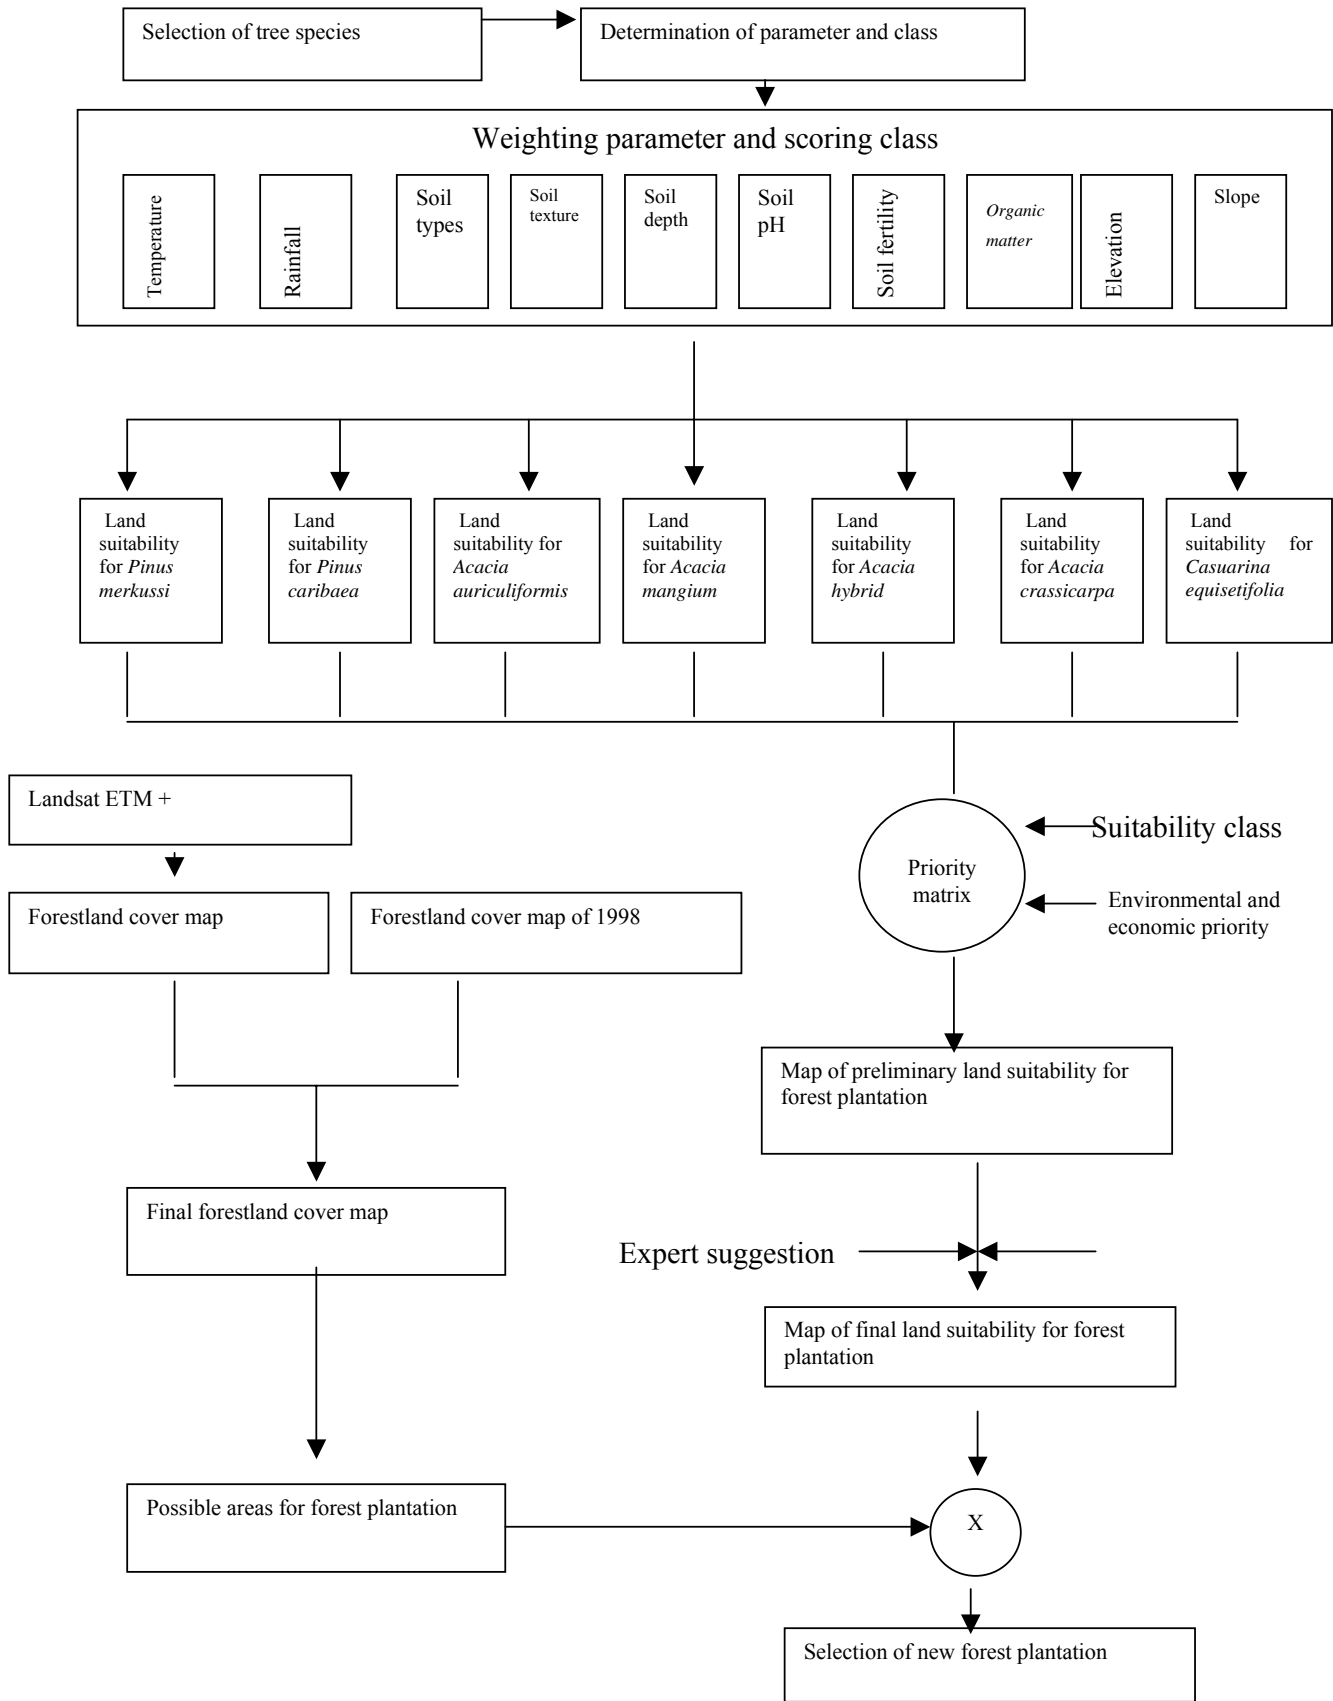 Selection of tree species
Determination of parameter and class
Weighting parameter and scoring class
Temperature
Rainfall
Soil
types
Soil
texture
Soil
depth
Soil
pH
Soil fertility
Organic
matter
Elevation
Slope
Land
suitability
for Pinus
merkussi
Land
suitability
for Pinus
caribaea
Land
suitability for
Acacia
auriculiformis
Land
suitability
for Acacia
mangium
Land
suitability
for Acacia
hybrid
Land
suitability
for Acacia
crassicarpa
Land
suitability for
Casuarina
equisetifolia
Landsat ETM +
Forestland cover map
Forestland cover map of 1998
Priority
matrix
Suitability class
Environmental and
economic priority
Map of preliminary land suitability for
forest plantation
Final forestland cover map
Expert suggestion
Map of final land suitability for forest
plantation
Possible areas for forest plantation
X
Selection of new forest plantation